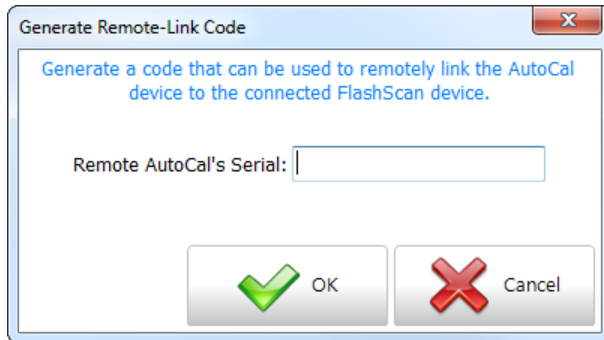 Generate Remote-Link Code
Generate a code that can be used to remotely link the AutoCal
device to the connected FlashScan device.
Remote AutoCal's Serial:
OK
Cancel